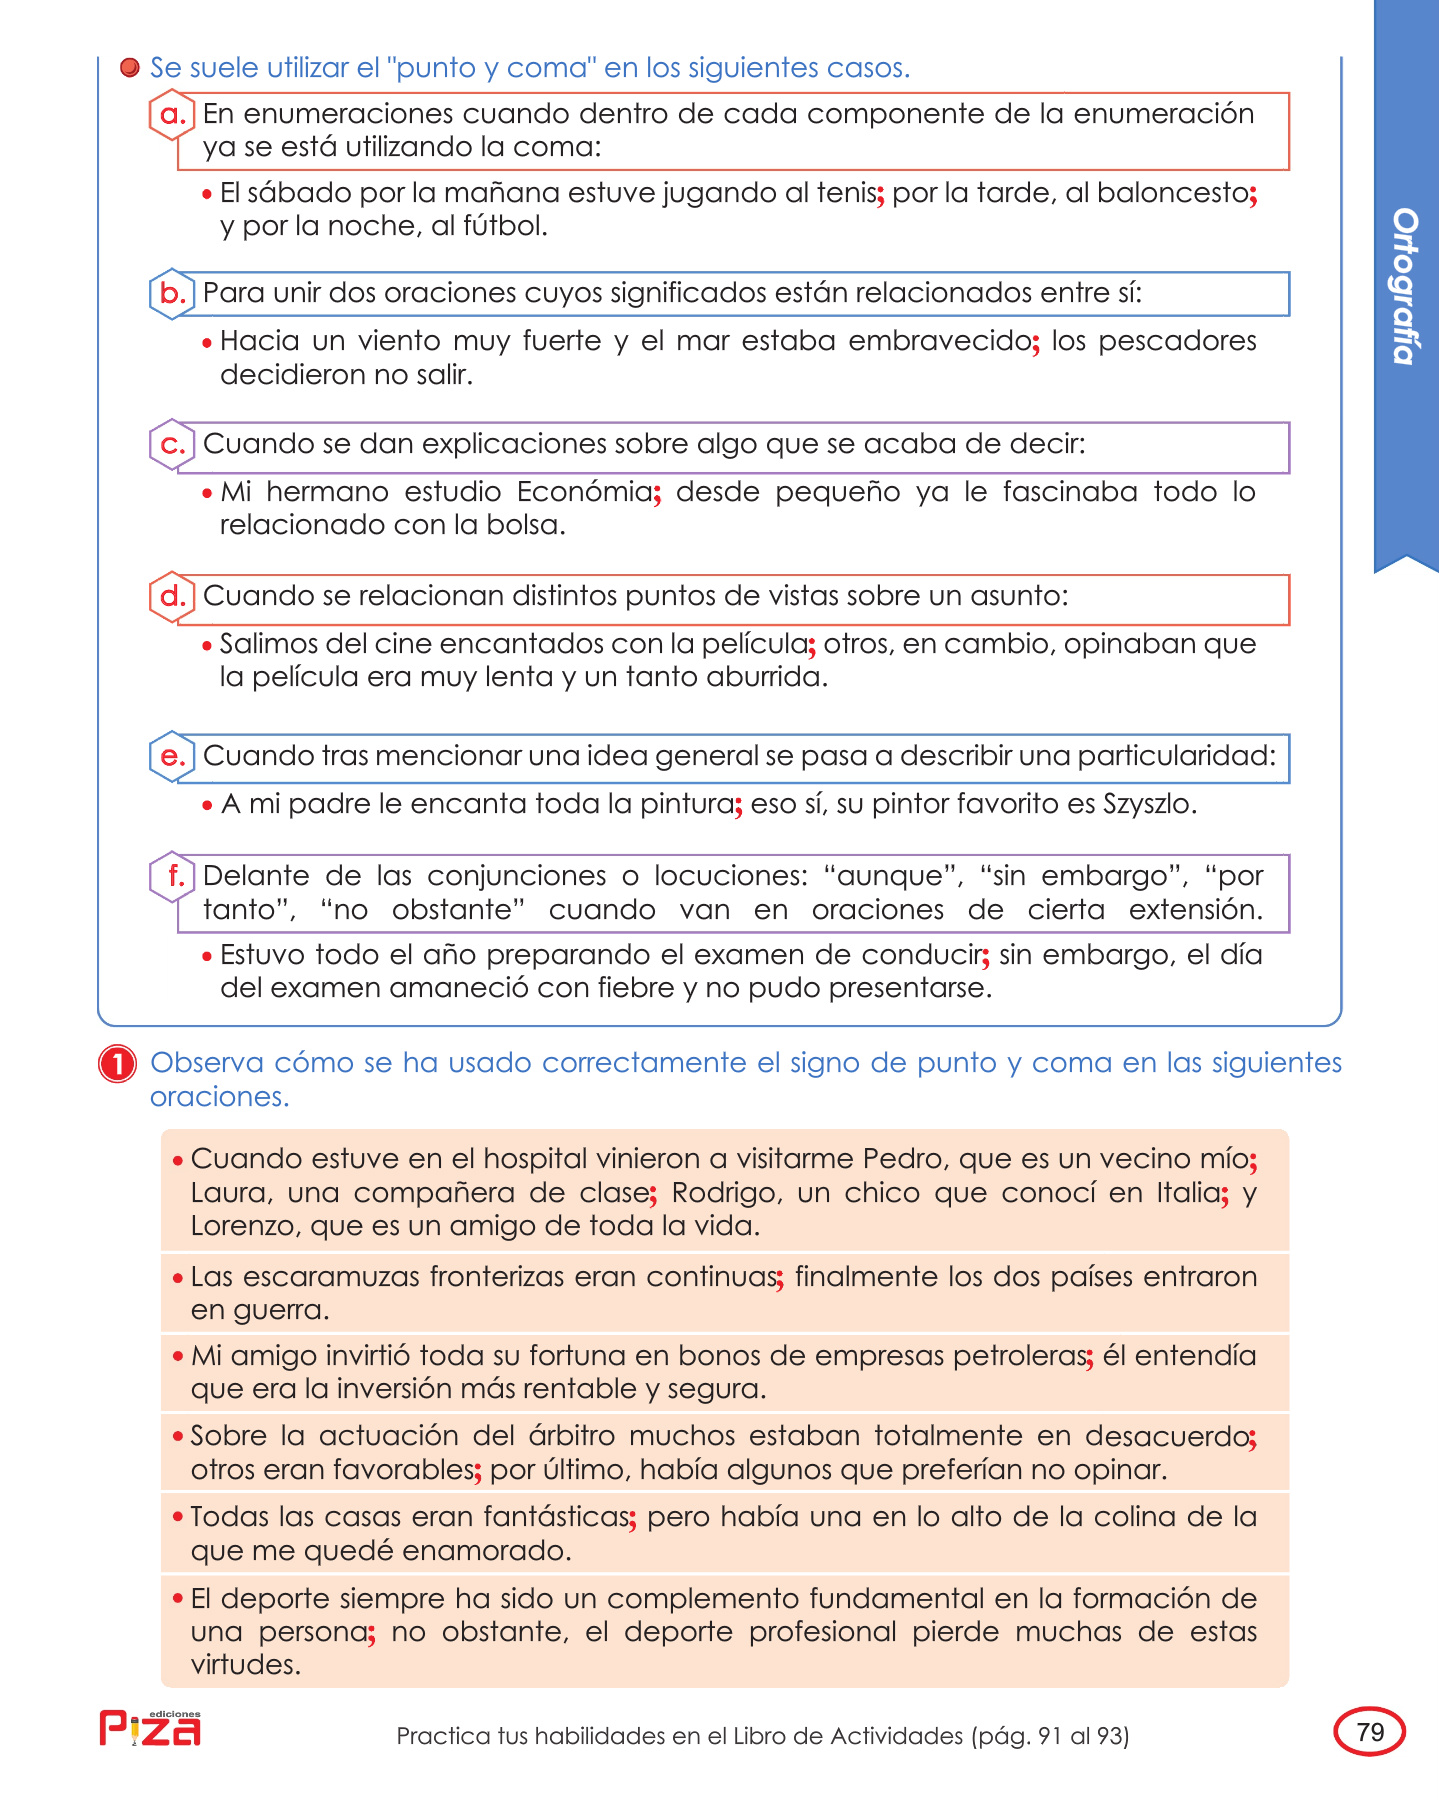 Se suele utilizar el "punto y coma" en los siguientes casos.
a. En enumeraciones cuando dentro de cada componente de la enumeración
ya se está utilizando la coma:
• El sábado por la mañana estuve jugando al tenis; por la tarde, al baloncesto;
y por la noche, al fútbol.
b. Para unir dos oraciones cuyos significados están relacionados entre sí:
• Hacia un viento muy fuerte y el mar estaba embravecido; los pescadores
decidieron no salir.
c. Cuando se dan explicaciones sobre algo que se acaba de decir:
• Mi hermano estudio Económia; desde pequeño ya le fascinaba todo lo
relacionado con la bolsa.
d. Cuando se relacionan distintos puntos de vistas sobre un asunto:
• Salimos del cine encantados con la película; otros, en cambio, opinaban que
la película era muy lenta y un tanto aburrida.
e. Cuando tras mencionar una idea general se pasa a describir una particularidad:
• A mi padre le encanta toda la pintura; eso sí, su pintor favorito es Szyszlo.
f. Delante de las conjunciones o locuciones: “aunque”, “sin embargo”, “por
tanto”, “no obstante” cuando van en oraciones de cierta extensión.
• Estuvo todo el año preparando el examen de conducir; sin embargo, el día
del examen amaneció con fiebre y no pudo presentarse.
Ortografía
1 Observa cómo se ha usado correctamente el signo de punto y coma en las siguientes
oraciones.
• Cuando estuve en el hospital vinieron a visitarme Pedro, que es un vecino mío;
Laura, una compañera de clase; Rodrigo, un chico que conocí en Italia; y
Lorenzo, que es un amigo de toda la vida.
• Las escaramuzas fronterizas eran continuas; finalmente los dos países entraron
en guerra.
• Mi amigo invirtió toda su fortuna en bonos de empresas petroleras; él entendía
que era la inversión más rentable y segura.
• Sobre la actuación del árbitro muchos estaban totalmente en desacuerdo;
otros eran favorables; por último, había algunos que preferían no opinar.
• Todas las casas eran fantásticas; pero había una en lo alto de la colina de la
que me quedé enamorado.
• El deporte siempre ha sido un complemento fundamental en la formación de
una persona; no obstante, el deporte profesional pierde muchas de estas
virtudes.
ediciones
Piza
Practica tus habilidades en el Libro de Actividades (pág. 91 al 93)
79